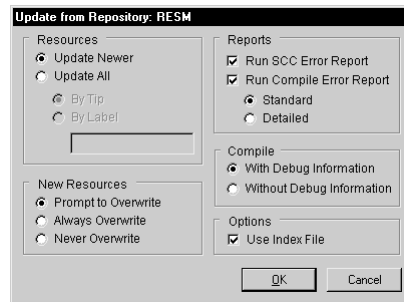 Update from Repository: RESM
Resources
Update Newer
Update All
By Tip
By Label
New Resources
Prompt to Overwrite
Always Overwrite
Never Overwrite
Reports
Run SCC Error Report
Run Compile Error Report
Standard
Detailed
Compile
With Debug Information
Without Debug Information
Options
Use Index File
OK
Cancel